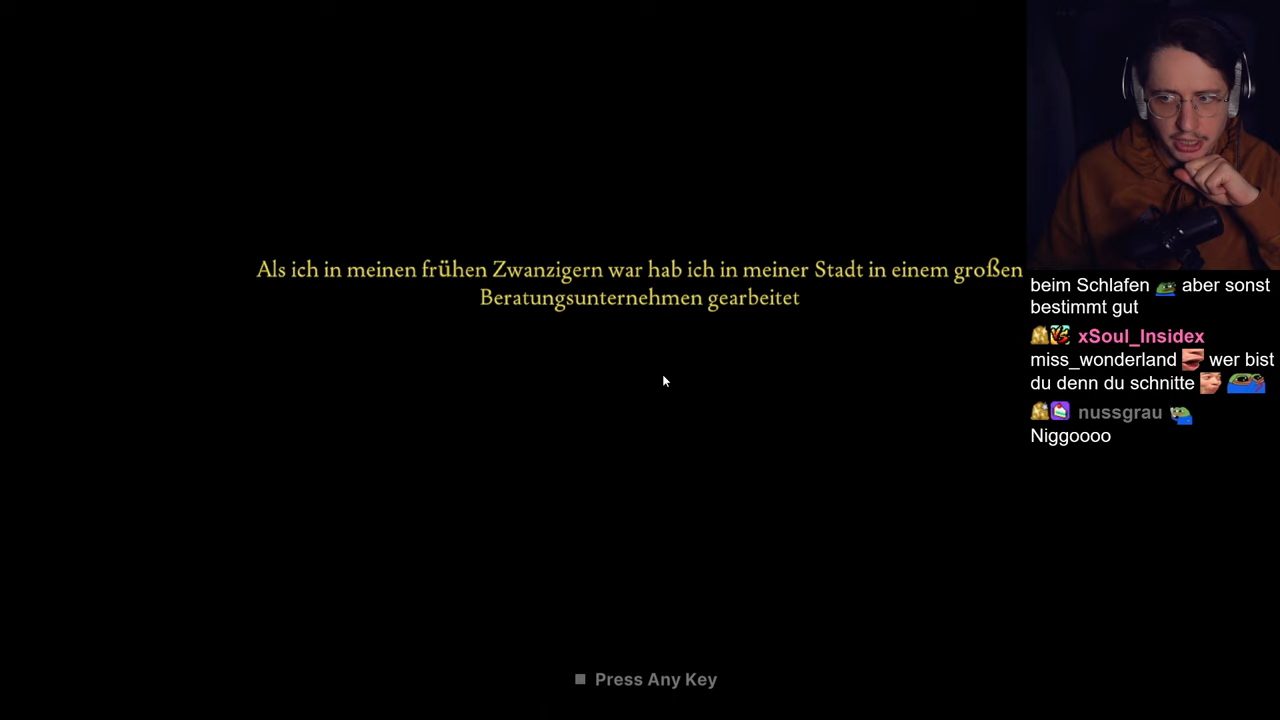 Als ich in meinen frühen Zwanzigern war hab ich in meiner Stadt in einem großen
Beratungsunternehmen gearbeitet
Press Any Key
beim Schlafen aber sonst
bestimmt gut
xSoul_Insidex
miss_wonderland wer bist
du denn du schnitte
nussgrau
Niggoooo